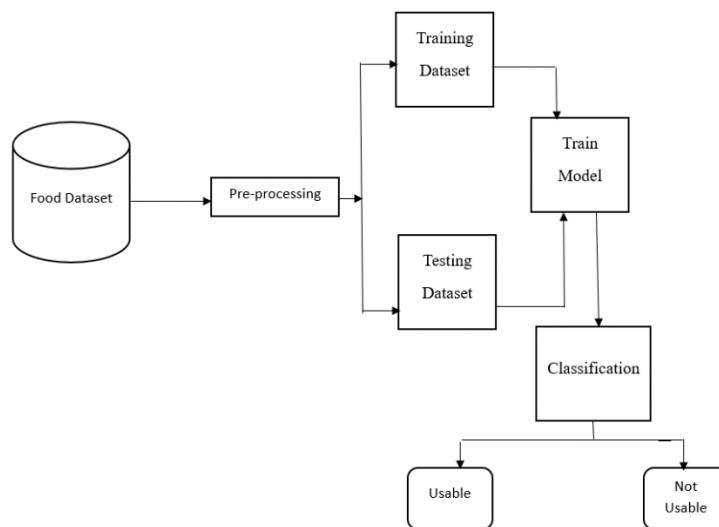 Training
Dataset
Food Dataset
Pre-processing
Train
Model
Testing
Dataset
Classification
Usable
Not
Usable